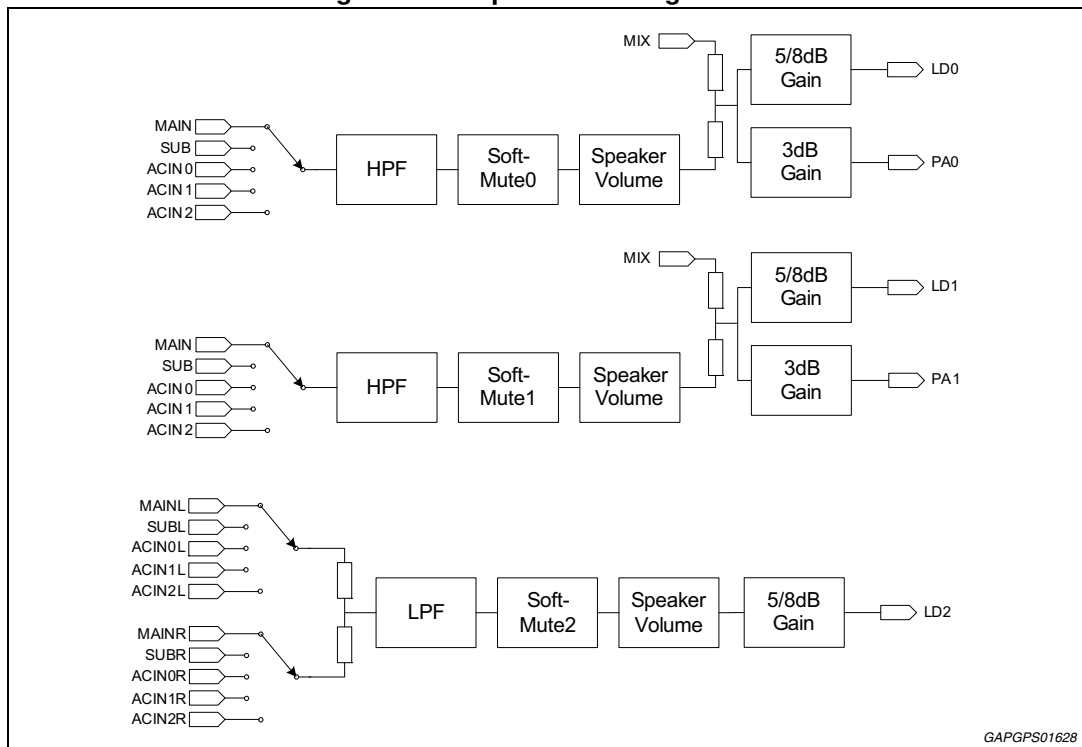 MIX
5/8dB
Gain
LD0
MAIN
SUB
ACIN0
ACIN1
ACIN2
HPF
Soft-
Mute0
Speaker
Volume
3dB
Gain
PA0
MIX
5/8dB
Gain
LD1
MAIN
SUB
ACIN0
ACIN1
ACIN2
HPF
Soft-
Mute1
Speaker
Volume
3dB
Gain
PA1
MAINL
SUBL
ACIN0L
ACIN1L
ACIN2L
MAINR
SUBR
ACIN0R
ACIN1R
ACIN2R
LPF
Soft-
Mute2
Speaker
Volume
5/8dB
Gain
LD2
GAPGPS01628